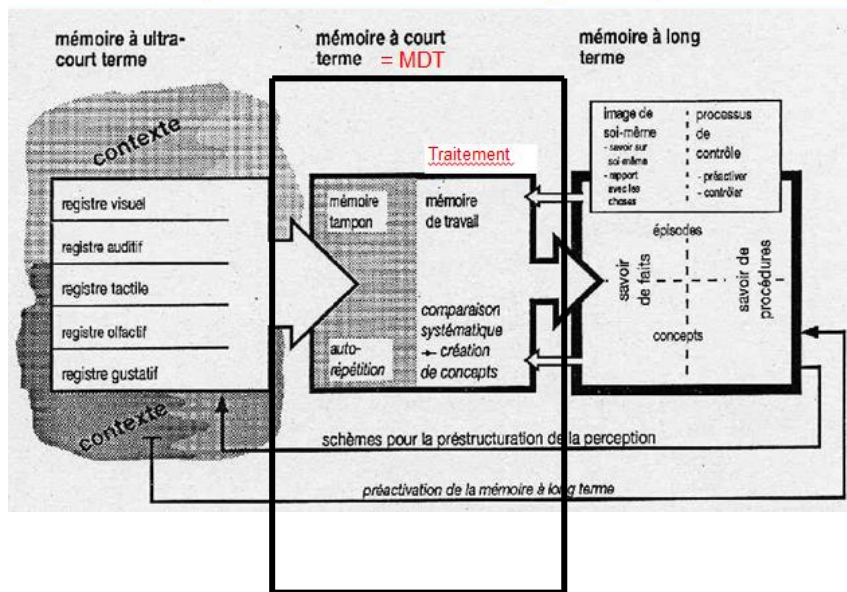 mémoire à ultra-
court terme
mémoire à court
terme = MDT
mémoire à long
terme
contexte
registre visuel
registre auditif
registre tactile
registre olfactif
registre gustatif
contexte
Traitement
mémoire
tampon
auto-
répétition
mémoire
de travail
comparaison
systématique
création
de concepts
image de
soi-même
- savoir sur
soi-même
- rapport
avec les
choses
processus
de
contrôle
- préactiver
- contrôler
épisodes
savoir
de faits
savoir de
procédures
concepts
schèmes pour la préstructuration de la perception
préactivation de la mémoire à long terme